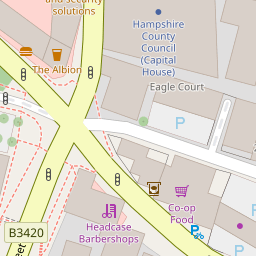 and security
solutions
Hampshire
County
Council
(Capital
House)
The Albion
Eagle Court
P
Co-op
Food
P
B3420
Headcase
Barbershops